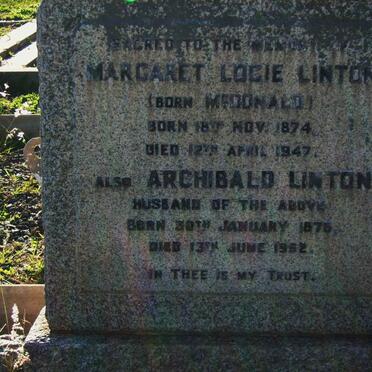 SACRED TO THE MEMORY OF
MARGARET LOGIE LINTON
(BORN McDONALD)
BORN 18TH NOV. 1874,
DIED 12TH APRIL 1947.
ALSO ARCHIBALD LINTON
HUSBAND OF THE ABOVE
BORN 30TH JANUARY 1876,
DIED 13TH JUNE 1952.
IN THEE IS MY TRUST.